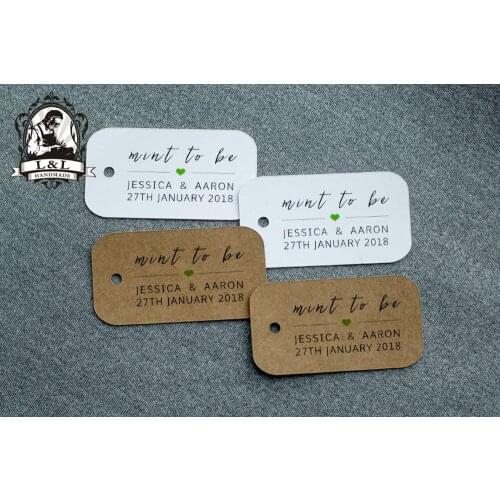 L&L
HANDMADE
mint to be
JESSICA & AARON
27TH JANUARY 2018
mint to be
JESSICA & AARON
27TH JANUARY 2018
mint to be
JESSICA & AARON
27TH JANUARY 2018
mint to be
JESSICA & AARON
27TH JANUARY 2018